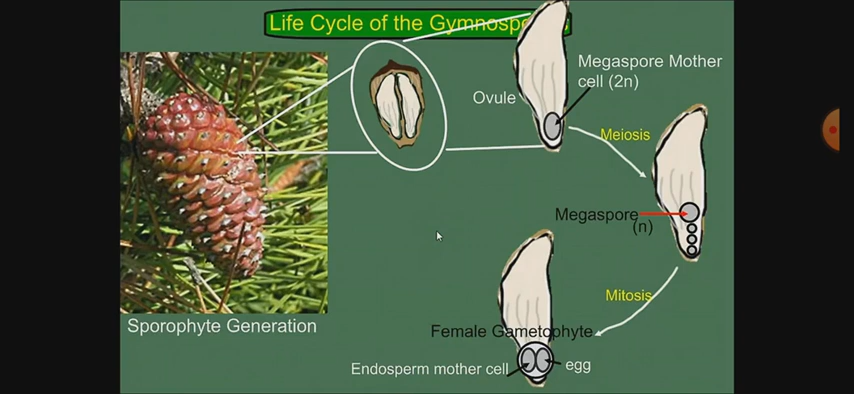 Life Cycle of the
Megaspore Mother
cell (2n)
Ovule
Meiosis
Megaspore
(n)
Mitosis
Sporophyte Generation
Female Gametophyte
Endosperm mother cell
egg